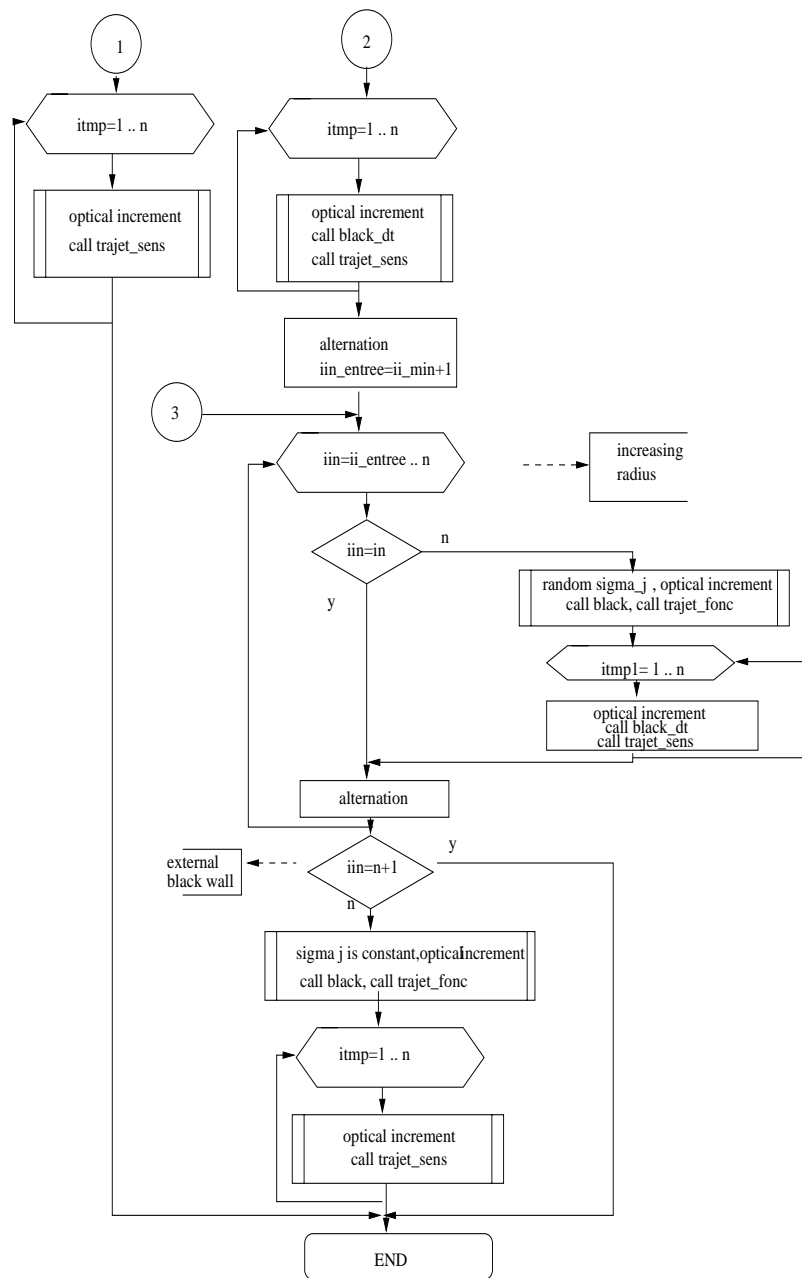 1
2
itmp=1 .. n
itmp=1 .. n
optical increment
call trajet_sens
optical increment
call black_dt
call trajet_sens
alternation
iin_entree=ii_min+1
3
iin=ii_entree .. n
increasing
radius
iin=in
n
y
random sigma_j , optical increment
call black, call trajet_fonc
itmp1= 1 .. n
optical increment
call black_dt
call trajet_sens
alternation
external
black wall
iin=n+1
y
n
sigma j is constant,optical increment
call black, call trajet_fonc
itmp=1 .. n
optical increment
call trajet_sens
END